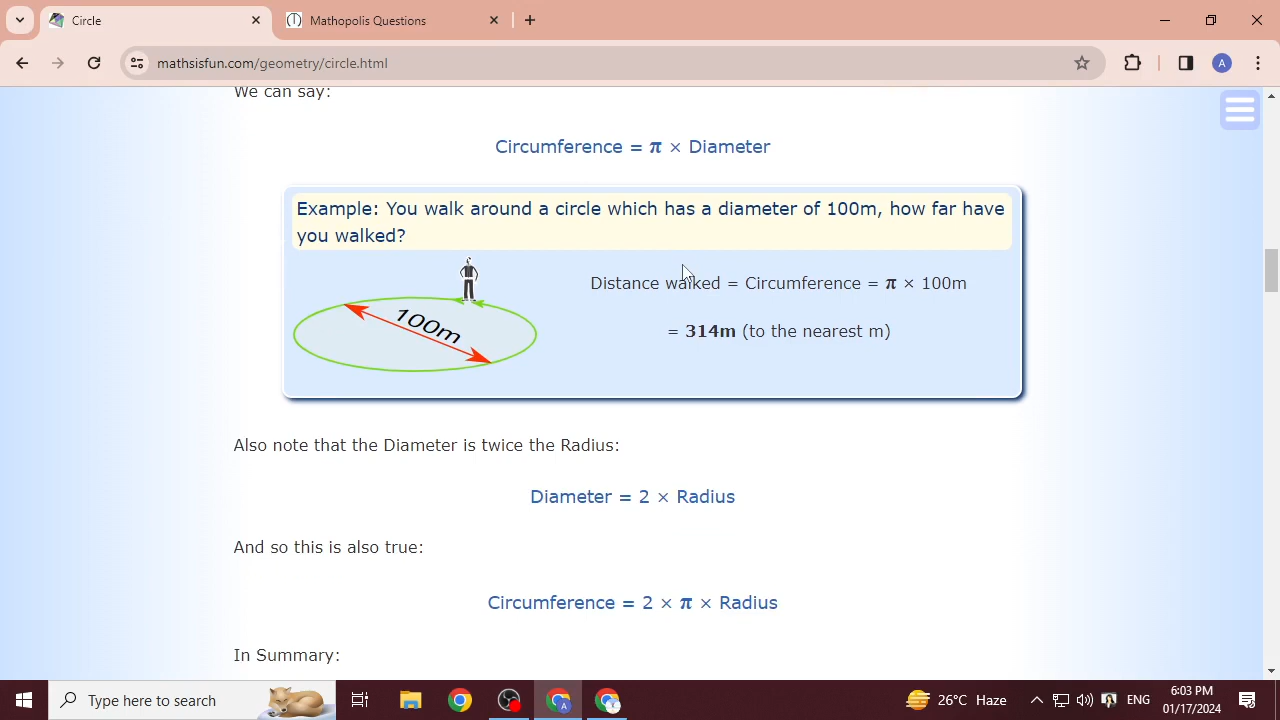 Circle
Mathopolis Questions
mathsisfun.com/geometry/circle.html
A
We can say:
Circumference = π × Diameter
Example: You walk around a circle which has a diameter of 100m, how far have
you walked?
100m
Distance walked = Circumference = π × 100m
= 314m (to the nearest m)
Also note that the Diameter is twice the Radius:
Diameter = 2 × Radius
And so this is also true:
Circumference = 2 × π × Radius
In Summary:
Type here to search
A
26°C Haze
ENG
6:03 PM
01/17/2024